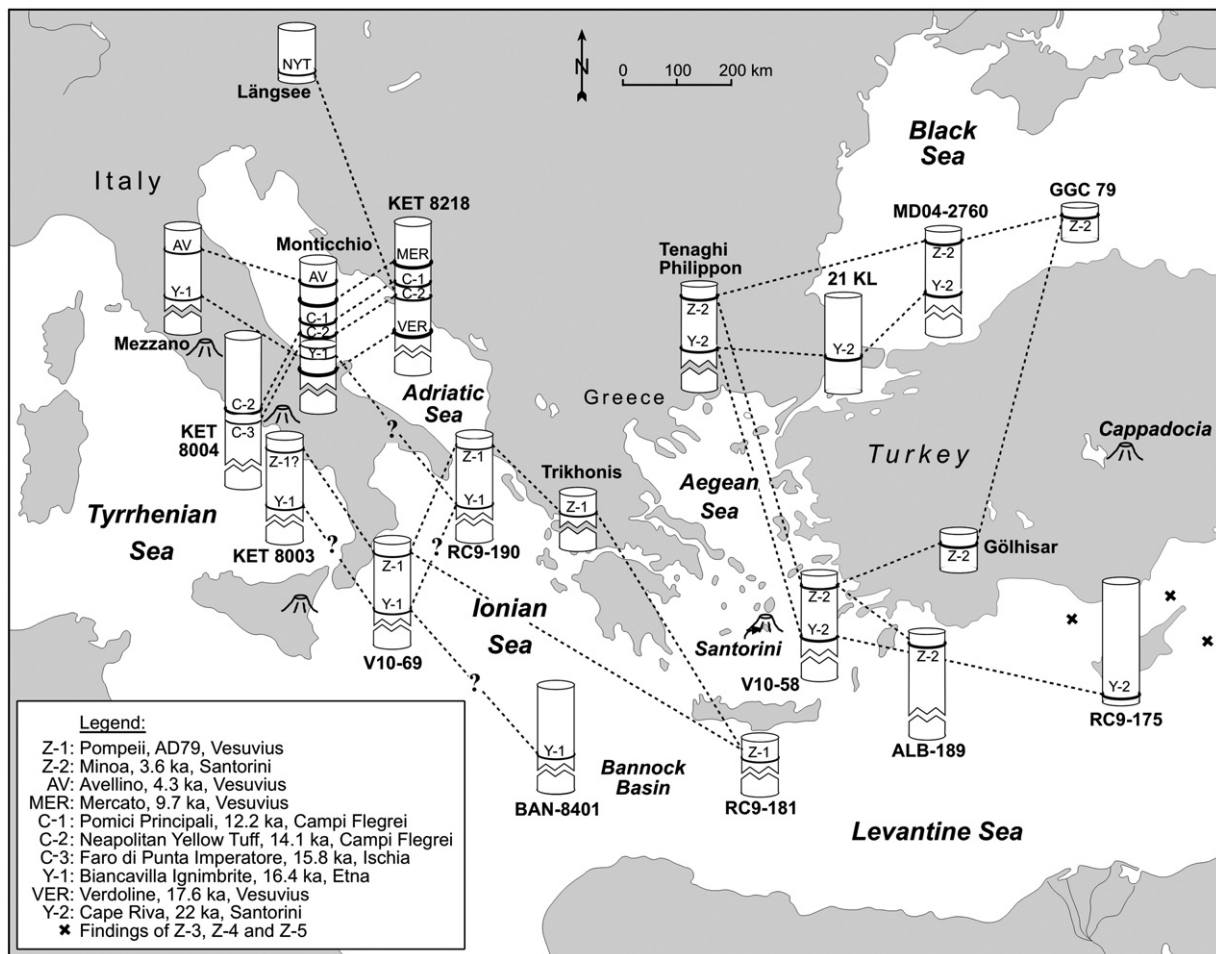 NYT
Längsee
N
0 100 200 km
Black
Sea
Italy
KET 8218
GGC 79
MD04-2760
Z-2
AV
Monticchio
MER
Tenaghi
Philippon
Z-2
AV
C-1
21 KL
Y-1
C-2
Z-2
Y-2
C-1
C-2
VER
Y-2
Y-2
Mezzano
Y-1
Adriatic
Sea
Greece
C-2
C-3
KET
8004
?
Cappadocia
Turkey
Z-1?
Z-1
Trikhonis
Aegean
Sea
Y-1
Y-1
Z-1
Tyrrhenian
Sea
KET 8003
?
?
RC9-190
Z-2
Gölhisar
Z-1
Y-1
Ionian
Sea
Z-2
Santorini
Y-2
Z-2
V10-69
V10-58
Y-2
RC9-175
?
ALB-189
Y-1
BAN-8401
Bannock
Basin
Z-1
RC9-181
Levantine Sea
Legend:
Z-1: Pompeii, AD79, Vesuvius
Z-2: Minoa, 3.6 ka, Santorini
AV: Avellino, 4.3 ka, Vesuvius
MER: Mercato, 9.7 ka, Vesuvius
C-1: Pomici Principali, 12.2 ka, Campi Flegrei
C-2: Neapolitan Yellow Tuff, 14.1 ka, Campi Flegrei
C-3: Faro di Punta Imperatore, 15.8 ka, Ischia
Y-1: Biancavilla Ignimbrite, 16.4 ka, Etna
VER: Verdoline, 17.6 ka, Vesuvius
Y-2: Cape Riva, 22 ka, Santorini
✖ Findings of Z-3, Z-4 and Z-5